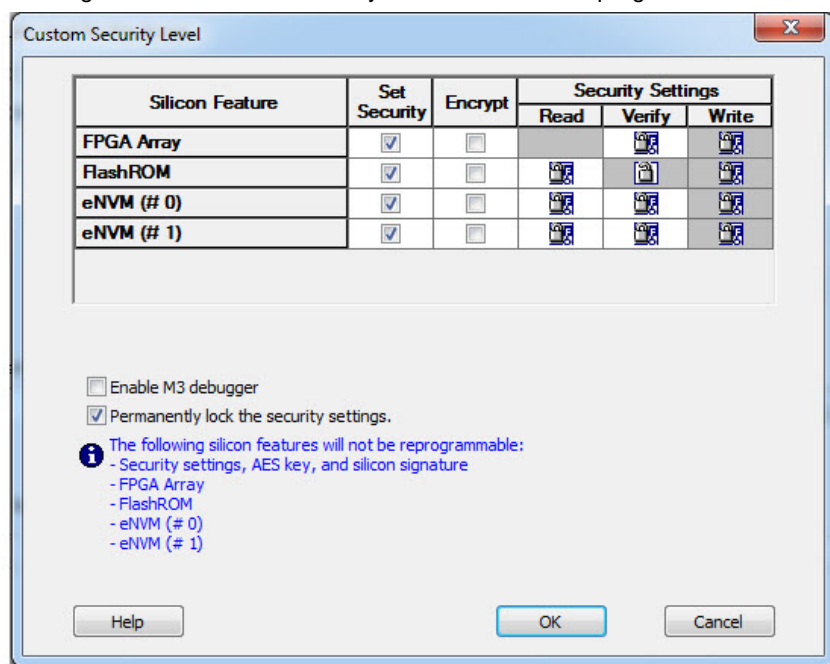 Custom Security Level
Silicon Feature Set Security Encrypt Security Settings
Read Verify Write
FPGA Array
FlashROM
eNVM (# 0)
eNVM (# 1)
Enable M3 debugger
Permanently lock the security settings.
The following silicon features will not be reprogrammable:
- Security settings, AES key, and silicon signature
- FPGA Array
- FlashROM
- eNVM (# 0)
- eNVM (# 1)
Help OK Cancel